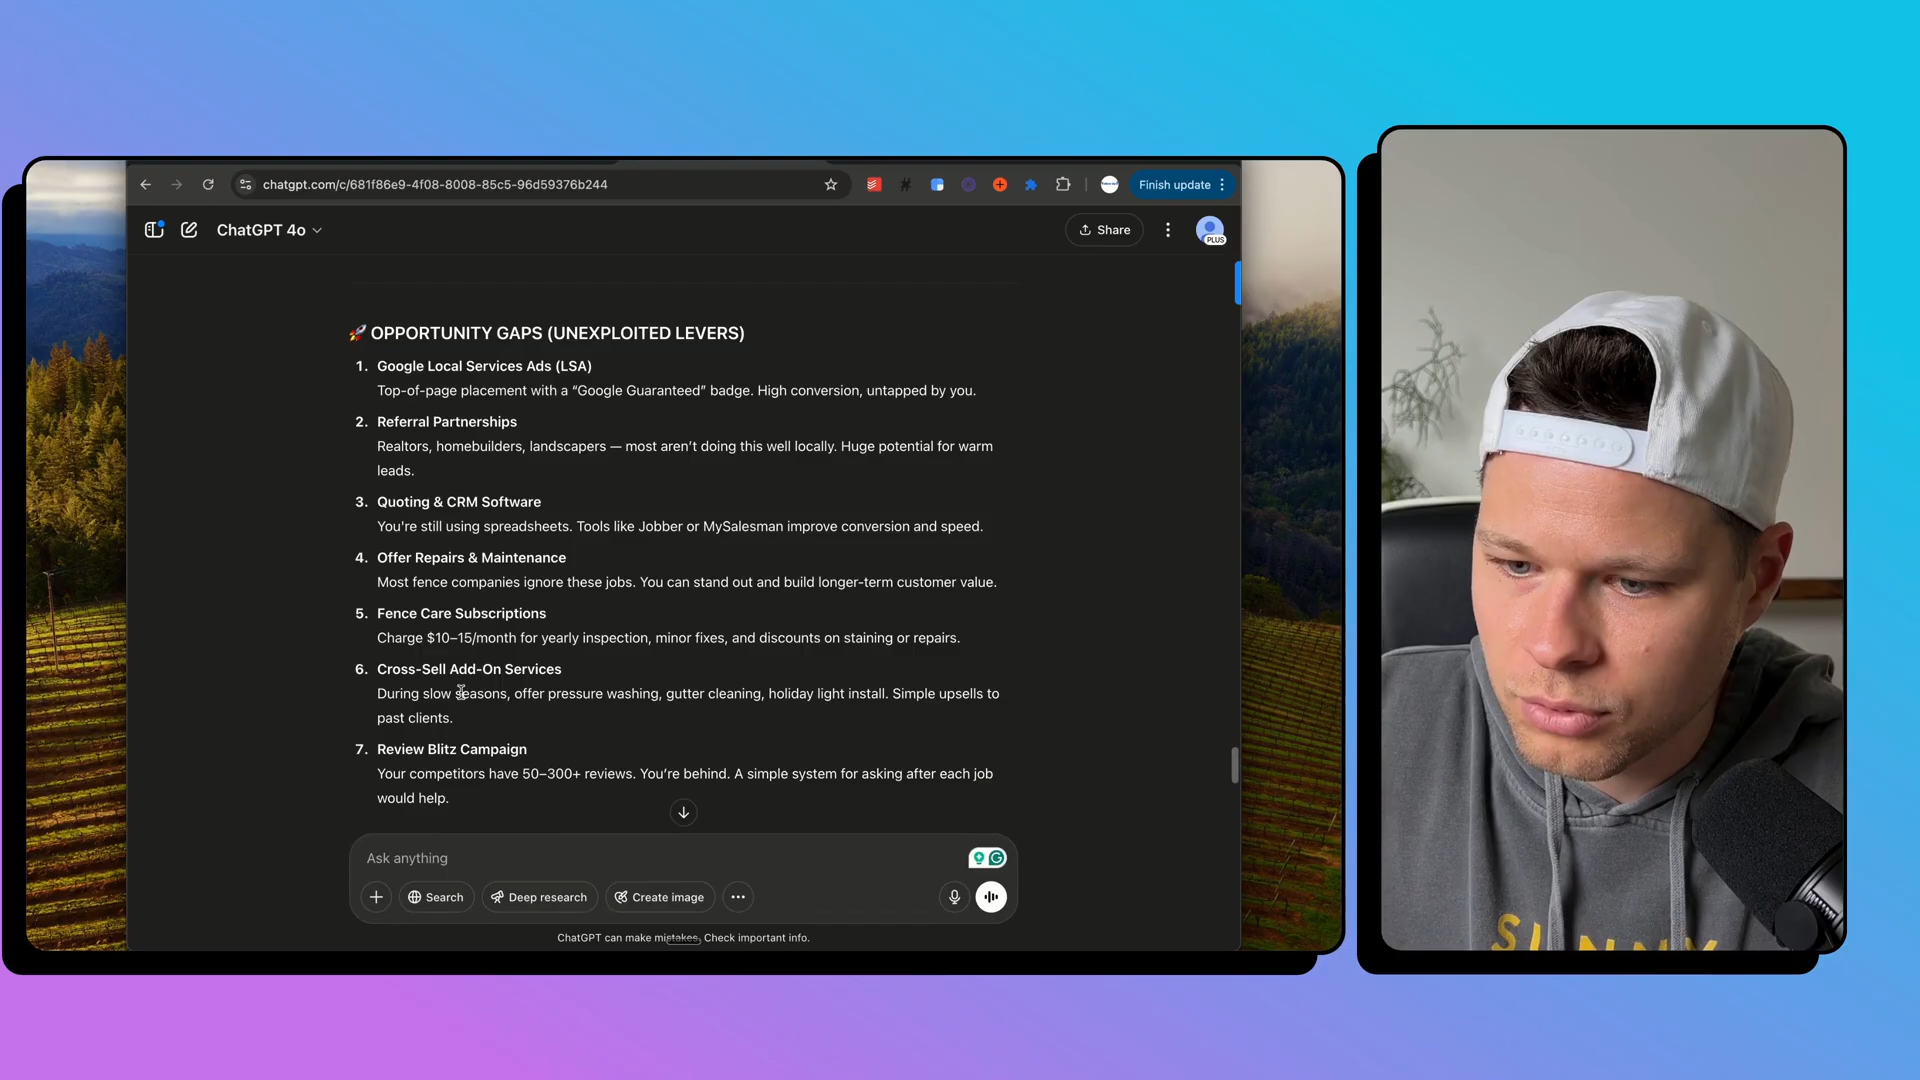 chatgpt.com/c/681f86e9-4f08-8008-85c5-96d59376b244
Finish update
ChatGPT 4o
Share
PLUS
🚀 OPPORTUNITY GAPS (UNEXPLOITED LEVERS)
1. Google Local Services Ads (LSA)
Top-of-page placement with a “Google Guaranteed” badge. High conversion, untapped by you.
2. Referral Partnerships
Realtors, homebuilders, landscapers — most aren’t doing this well locally. Huge potential for warm
leads.
3. Quoting & CRM Software
You're still using spreadsheets. Tools like Jobber or MySalesman improve conversion and speed.
4. Offer Repairs & Maintenance
Most fence companies ignore these jobs. You can stand out and build longer-term customer value.
5. Fence Care Subscriptions
Charge $10–15/month for yearly inspection, minor fixes, and discounts on staining or repairs.
6. Cross-Sell Add-On Services
During slow seasons, offer pressure washing, gutter cleaning, holiday light install. Simple upsells to
past clients.
7. Review Blitz Campaign
Your competitors have 50–300+ reviews. You’re behind. A simple system for asking after each job
would help.
Ask anything
Search
Deep research
Create image
ChatGPT can make mistakes. Check important info.